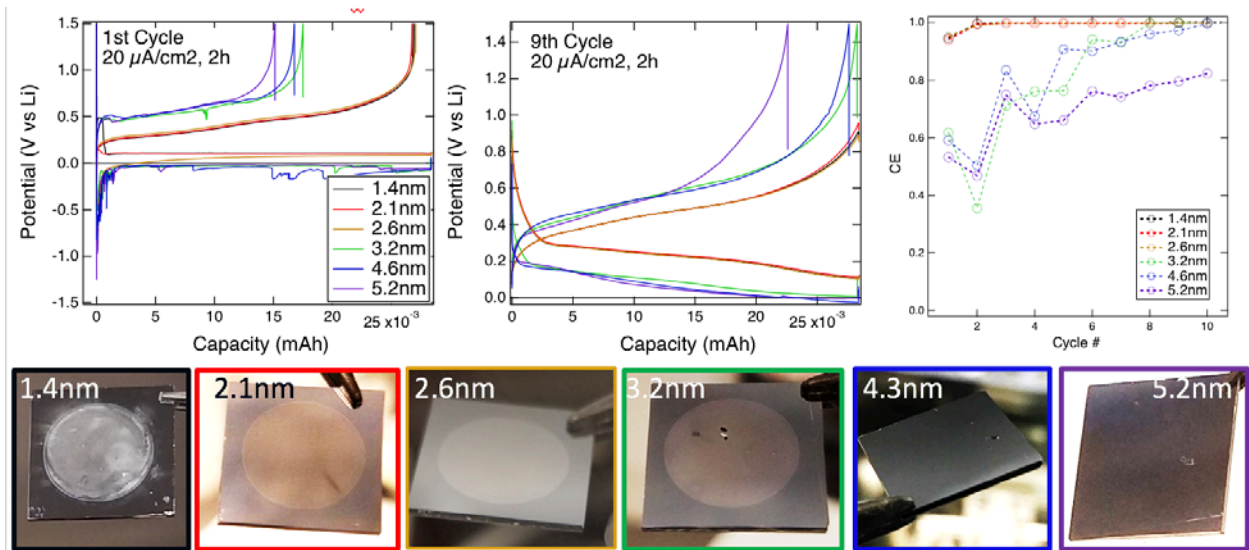 1st Cycle
20 µA/cm2, 2h
Potential (V vs Li)
1.5
1.0
0.5
0.0
-0.5
-1.0
-1.5
1.4nm
2.1nm
2.6nm
3.2nm
4.6nm
5.2nm
0 5 10 15 20 25 x10⁻³
Capacity (mAh)
9th Cycle
20 µA/cm2, 2h
Potential (V vs Li)
1.4
1.2
1.0
0.8
0.6
0.4
0.2
0.0
0 5 10 15 20 25 x10⁻³
Capacity (mAh)
CE
1.0
0.8
0.6
0.4
0.2
0.0
1.4nm
2.1nm
2.6nm
3.2nm
4.6nm
5.2nm
2 4 6 8 10
Cycle #
1.4nm
2.1nm
2.6nm
3.2nm
4.3nm
5.2nm